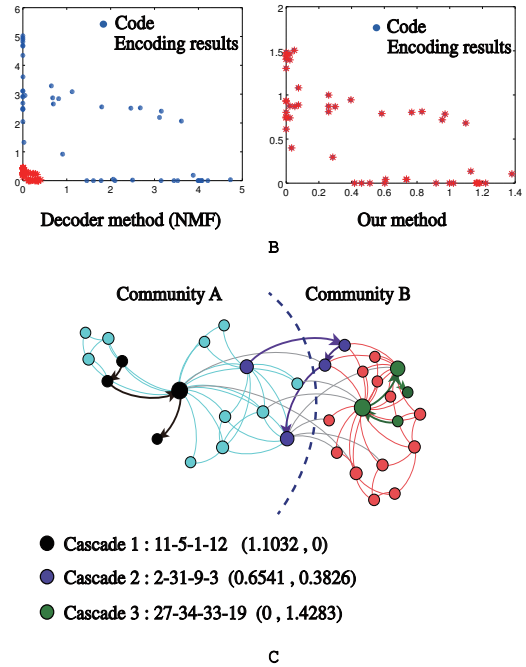 6
5
4
3
2
1
0
0 1 2 3 4 5
Code
Encoding results
Decoder method (NMF)
2
1.5
1
0.5
0
0 0.2 0.4 0.6 0.8 1 1.2 1.4
Code
Encoding results
Our method
B
Community A
Community B
Cascade 1 : 11-5-1-12 (1.1032 , 0)
Cascade 2 : 2-31-9-3 (0.6541 , 0.3826)
Cascade 3 : 27-34-33-19 (0 , 1.4283)
C